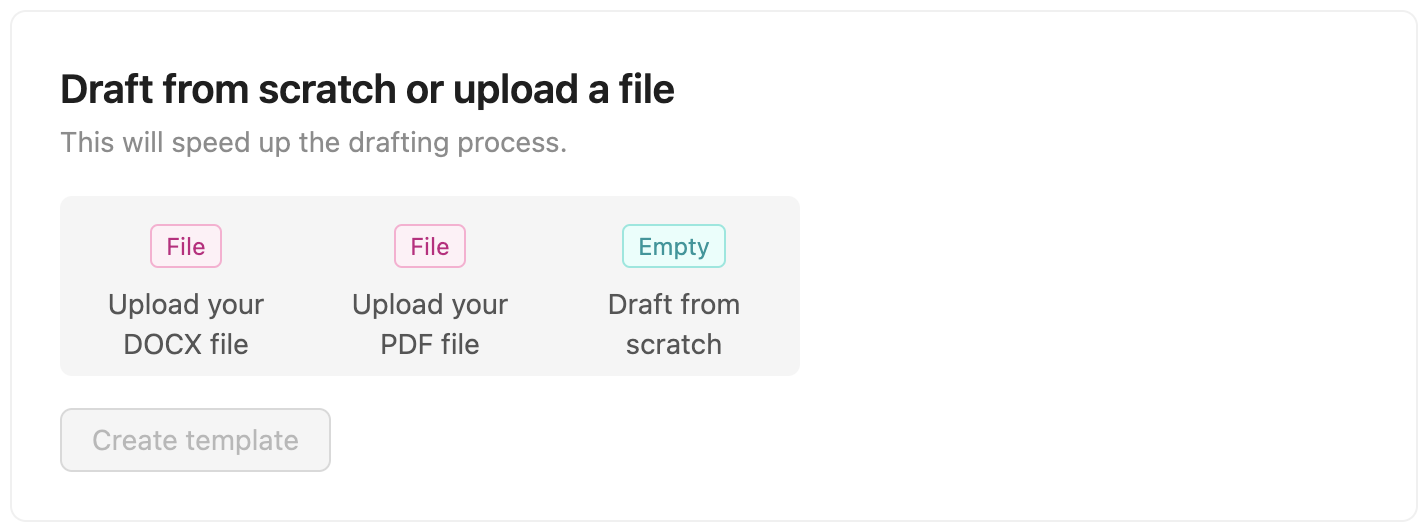 Draft from scratch or upload a file
This will speed up the drafting process.
File
Upload your
DOCX file
File
Upload your
PDF file
Empty
Draft from
scratch
Create template